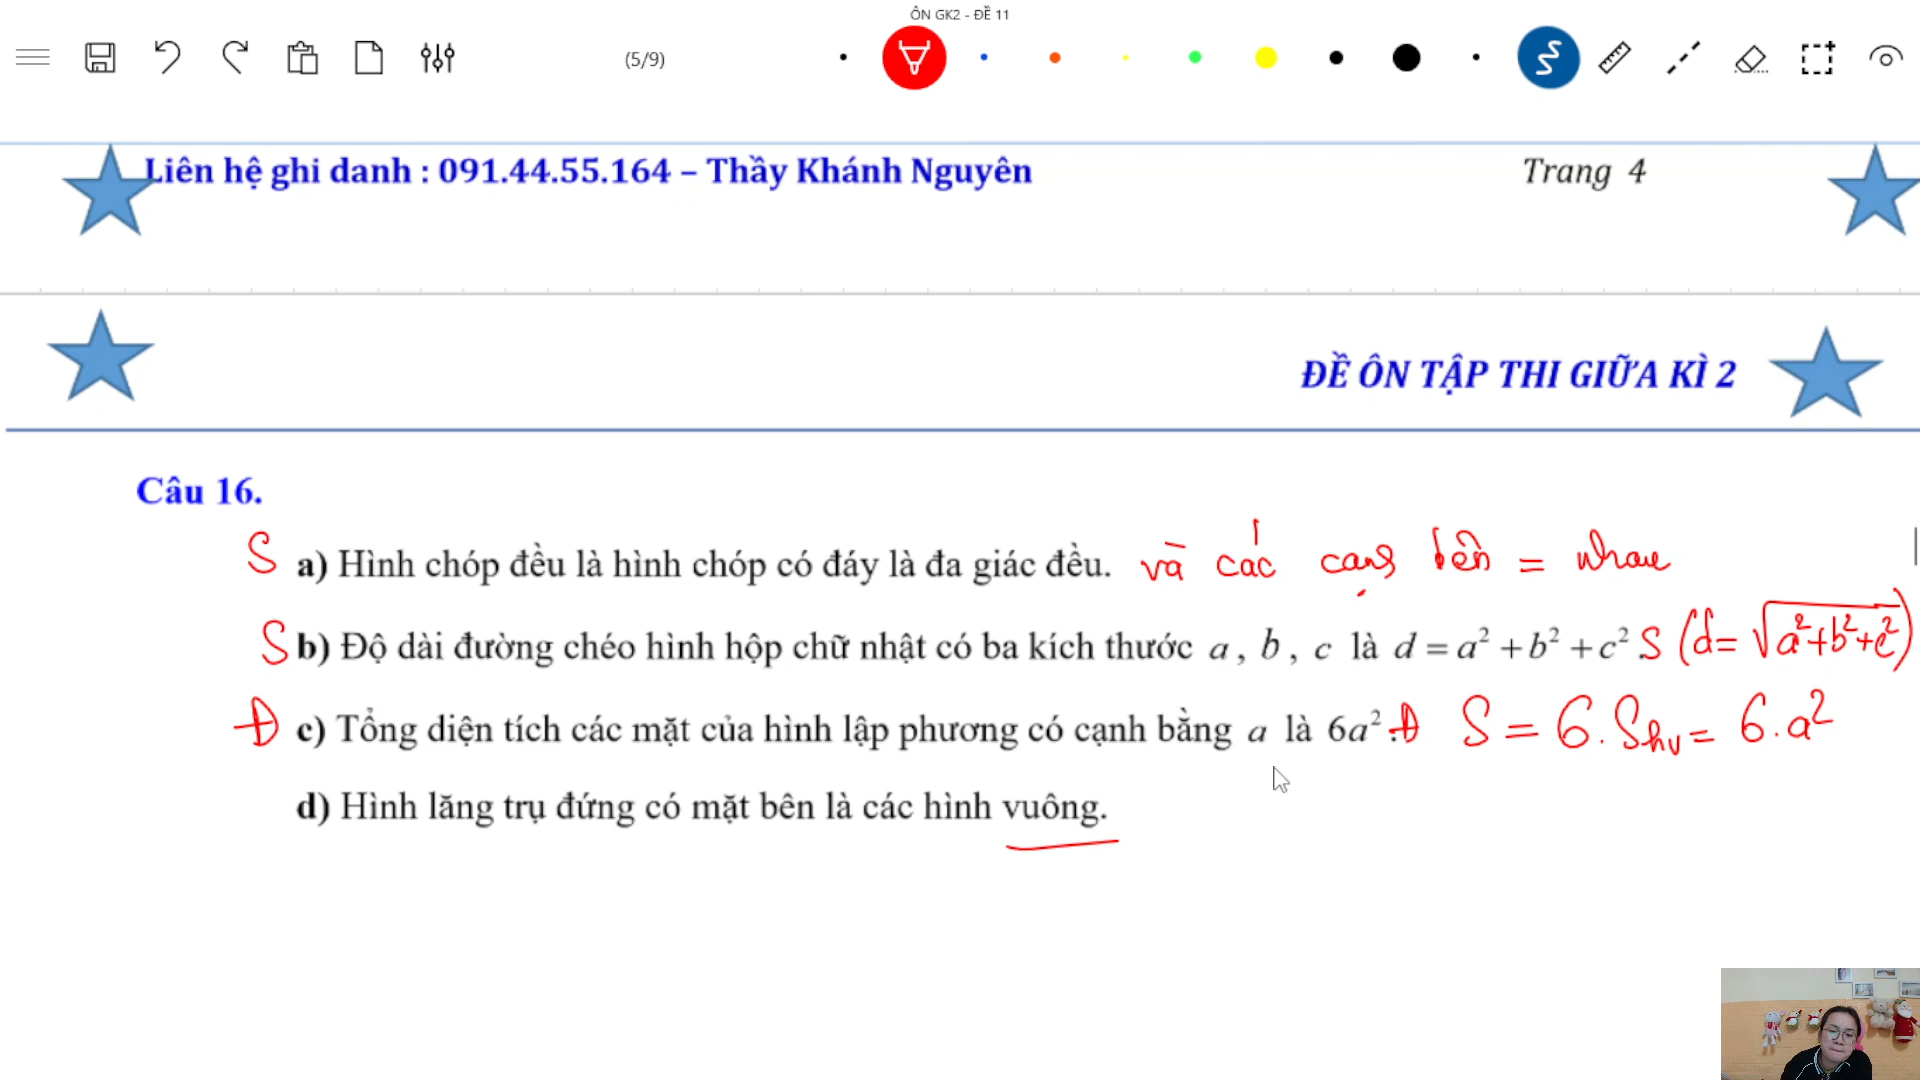 ÔN GK2 - ĐỀ 11
(5/9)
Liên hệ ghi danh : 091.44.55.164 – Thầy Khánh Nguyên
Trang 4
ĐỀ ÔN TẬP THI GIỮA KÌ 2
Câu 16.
S a) Hình chóp đều là hình chóp có đáy là đa giác đều. và các cạnh bên = nhau
S b) Độ dài đường chéo hình hộp chữ nhật có ba kích thước a, b, c là d = a² + b² + c². S (d = √(a²+b²+c²))
Đ c) Tổng diện tích các mặt của hình lập phương có cạnh bằng a là 6a². Đ S = 6.Shv = 6.a²
d) Hình lăng trụ đứng có mặt bên là các hình vuông.